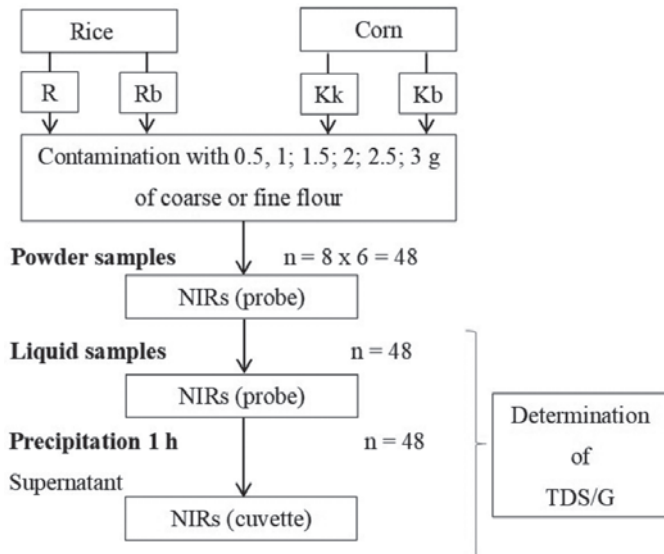 Rice
Corn
R
Rb
Kk
Kb
Contamination with 0.5, 1; 1.5; 2; 2.5; 3 g
of coarse or fine flour
Powder samples n = 8 x 6 = 48
NIRs (probe)
Liquid samples n = 48
NIRs (probe)
Precipitation 1 h n = 48
Supernatant
NIRs (cuvette)
Determination
of
TDS/G